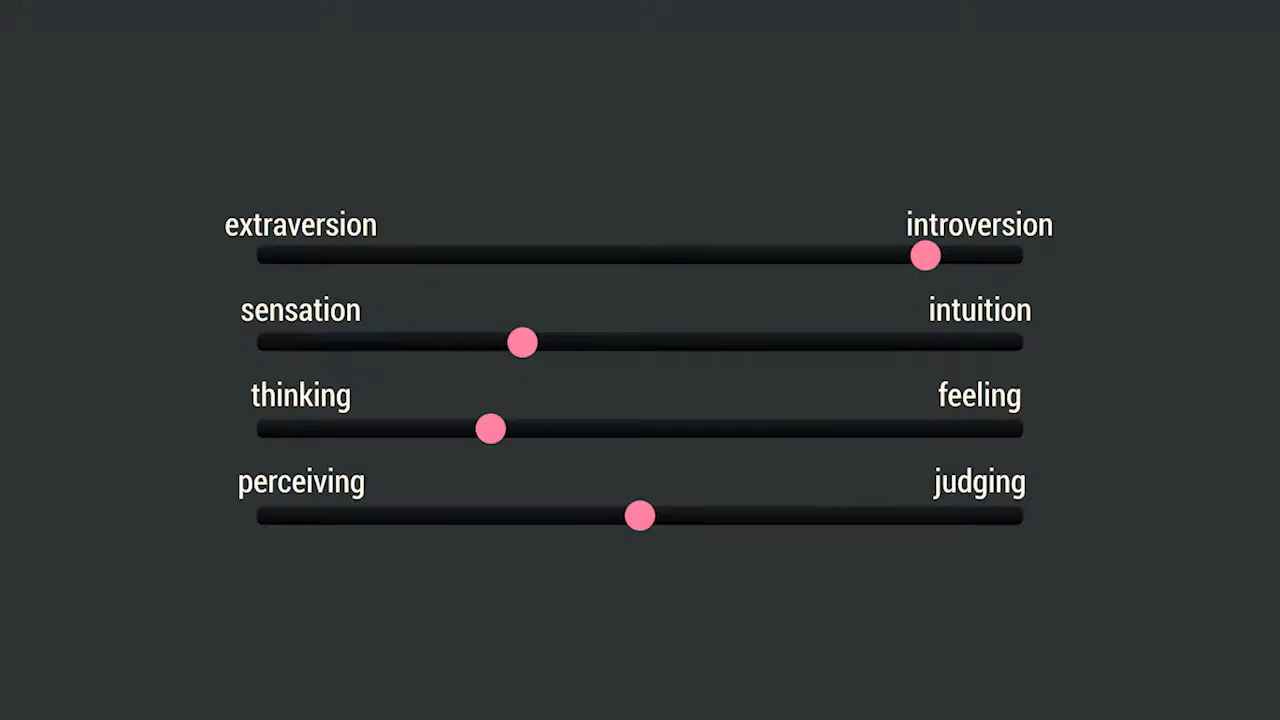 extraversion introversion
sensation intuition
thinking feeling
perceiving judging